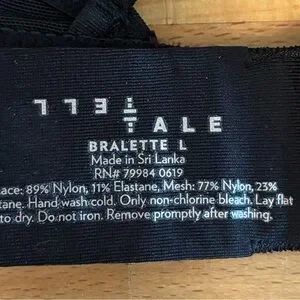 TELL
TALE
BRALETTE L
Made in Sri Lanka
RN# 79984 0619
ace: 89% Nylon, 11% Elastane, Mesh: 77% Nylon, 23%
tane. Hand wash cold. Only non-chlorine bleach. Lay flat
to dry. Do not iron. Remove promptly after washing.